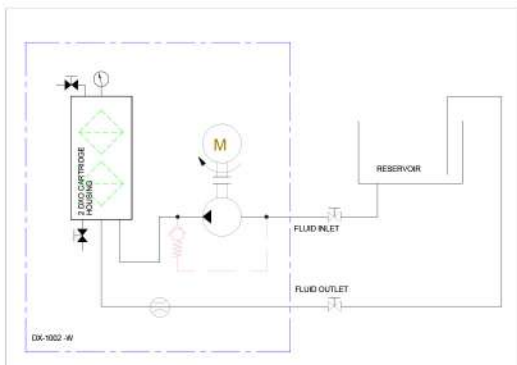 M
2 DXO CARTRIDGE
HOUSING
RESERVOIR
FLUID INLET
FLUID OUTLET
DX-1002 -W